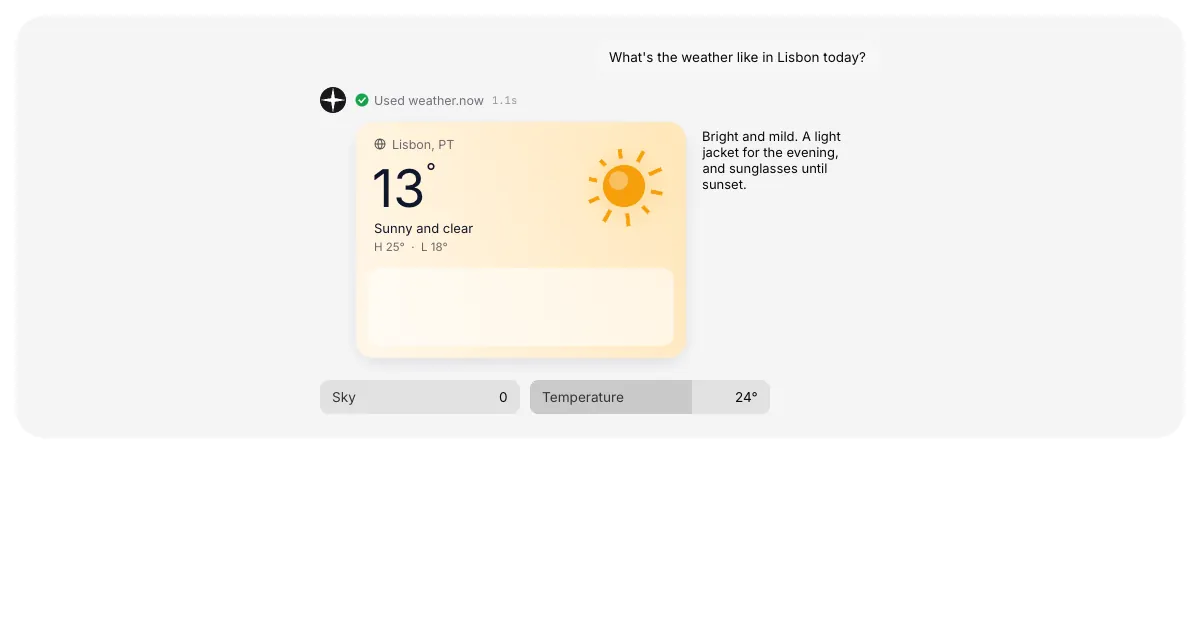 What's the weather like in Lisbon today?
Used weather.now 1.1s
Lisbon, PT
13°
Sunny and clear
H 25° · L 18°
Bright and mild. A light
jacket for the evening,
and sunglasses until
sunset.
Sky 0
Temperature 24°